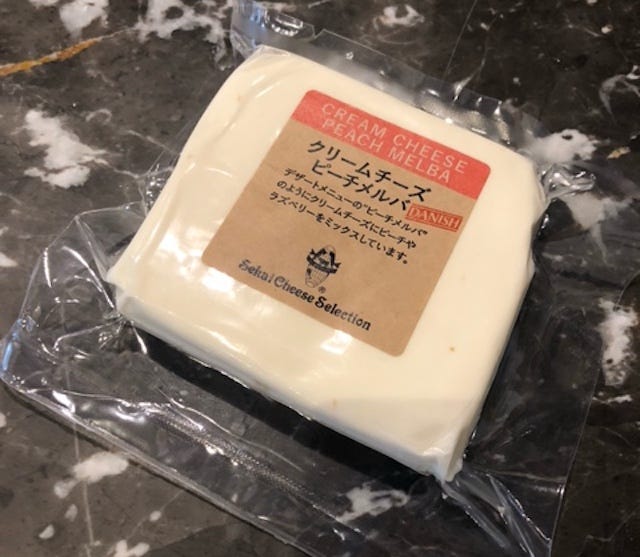 CREAM CHEESE
PEACH MELBA
クリームチーズ
ピーチメルバ
DANISH
デザートメニューの"ピーチメルバ"
のようにクリームチーズにピーチや
ラズベリーをミックスしています。
®
Sekai Cheese Selection